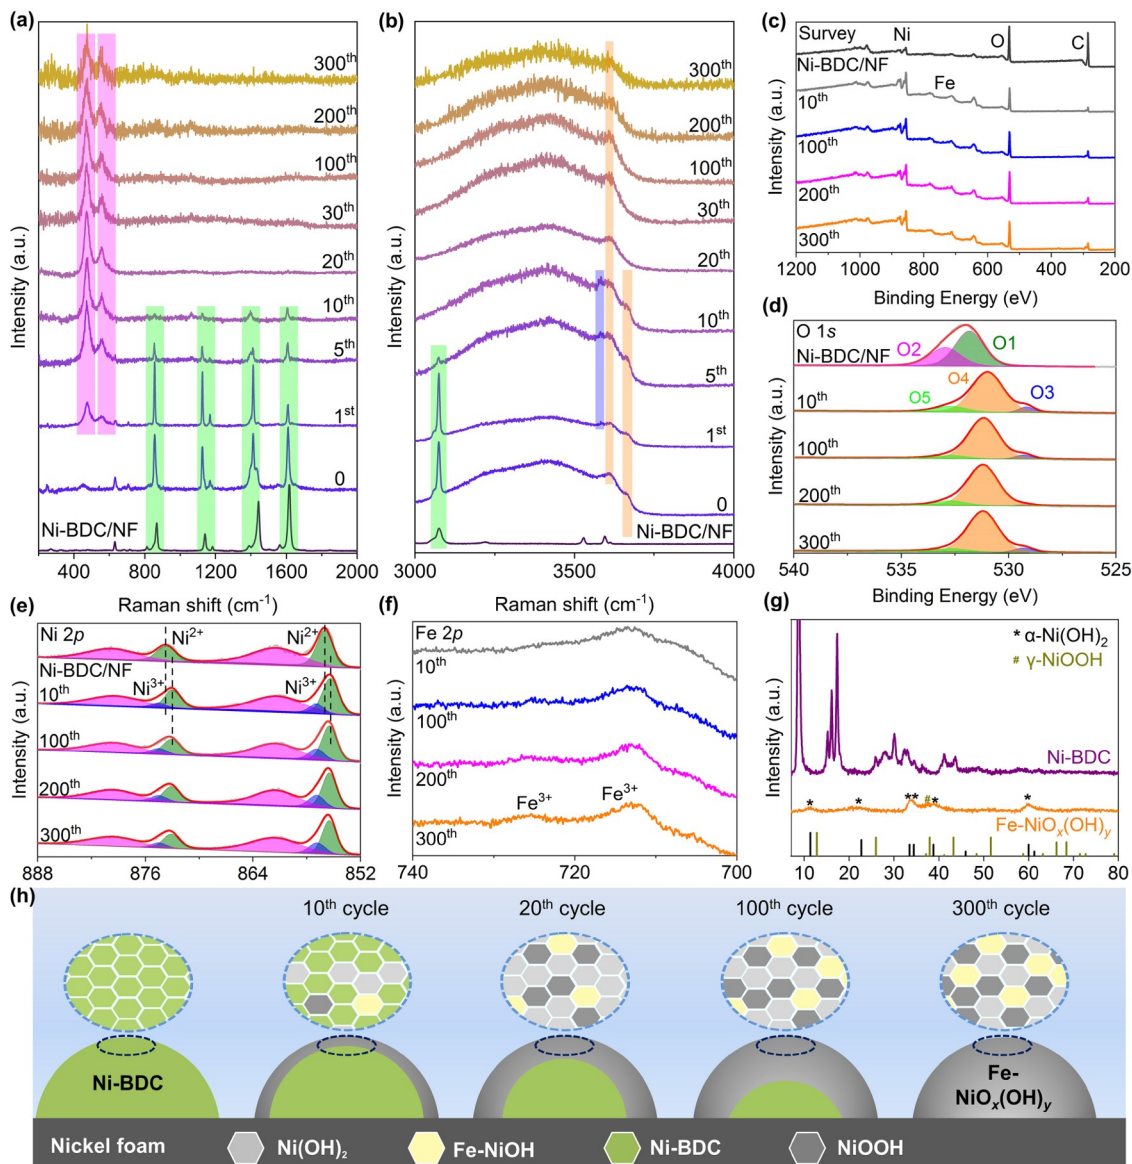 (a)
300th
200th
100th
30th
20th
10th
5th
1st
0
Ni-BDC/NF
400 800 1200 1600 2000
Raman shift (cm-1)
Intensity (a.u.)
(b)
300th
200th
100th
30th
20th
10th
5th
1st
0
Ni-BDC/NF
3000 3500 4000
Raman shift (cm-1)
Intensity (a.u.)
(c)
Survey Ni O C
Ni-BDC/NF
Fe
10th
100th
200th
300th
1200 1000 800 600 400 200
Binding Energy (eV)
Intensity (a.u.)
(d)
O 1s
Ni-BDC/NF O2 O1
10th O5 O4 O3
100th
200th
300th
540 535 530 525
Binding Energy (eV)
Intensity (a.u.)
(e)
Ni 2p Ni2+ Ni2+
Ni-BDC/NF
10th Ni3+ Ni3+
100th
200th
300th
888 876 864 852
Intensity (a.u.)
(f)
Fe 2p
10th
100th
200th
Fe3+ Fe3+
300th
740 720 700
Intensity (a.u.)
(g)
* α-Ni(OH)2
# γ-NiOOH
Ni-BDC
* * ** # * *
Fe-NiOx(OH)y
10 20 30 40 50 60 70 80
Intensity (a.u.)
(h)
10th cycle 20th cycle 100th cycle 300th cycle
Ni-BDC
Fe-
NiOx(OH)y
Nickel foam Ni(OH)2 Fe-NiOH Ni-BDC NiOOH